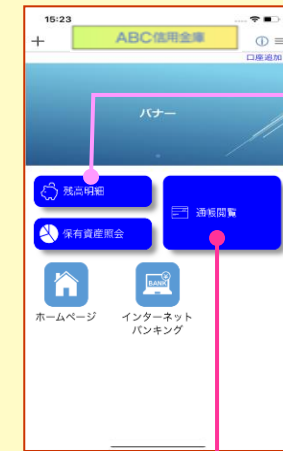 15:23
ABC信用金庫
口座追加
バナー
残高明細
通帳閲覧
保有資産照会
BANK
ホームページ
インターネット
バンキング